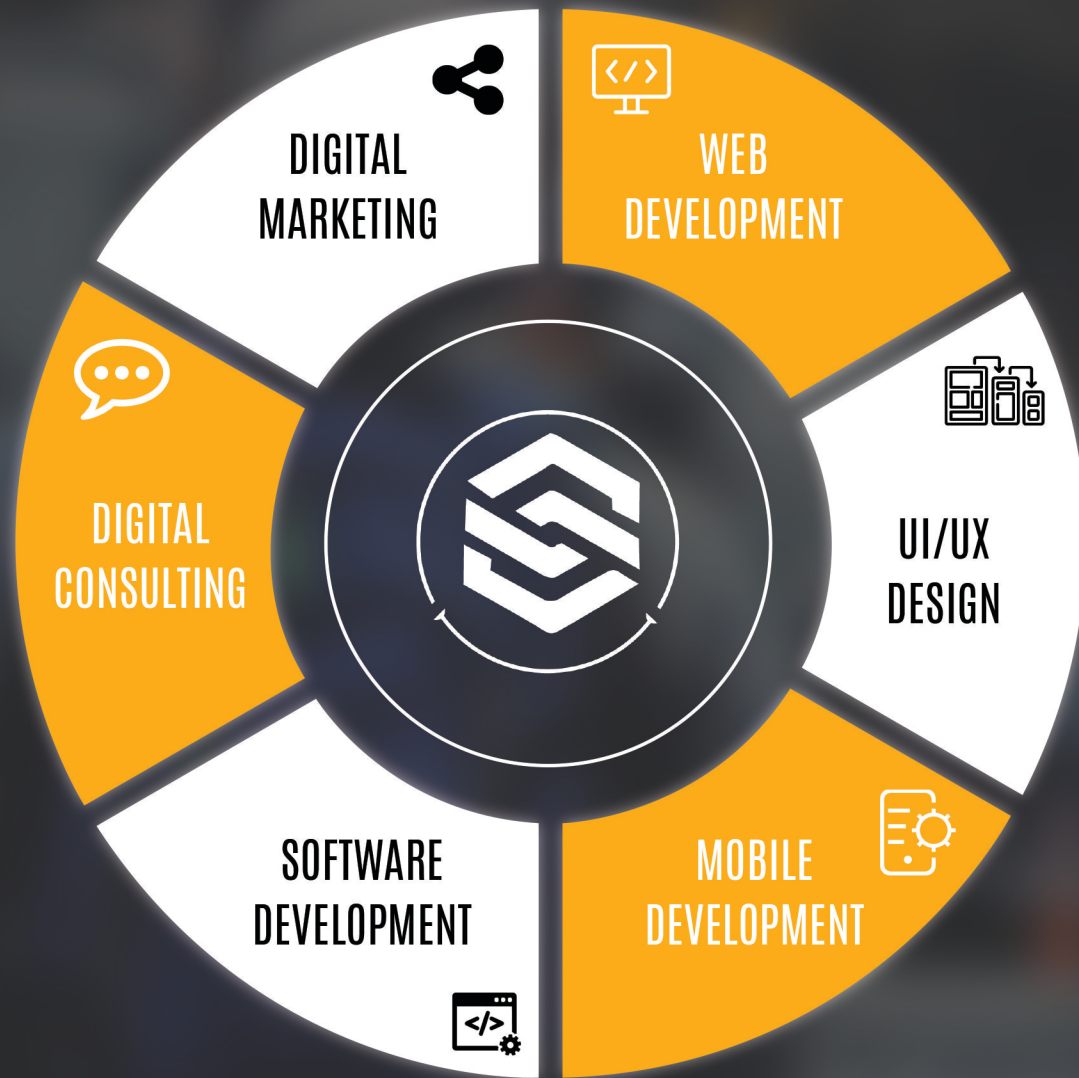 DIGITAL
MARKETING
WEB
DEVELOPMENT
DIGITAL
CONSULTING
UI/UX
DESIGN
SOFTWARE
DEVELOPMENT
MOBILE
DEVELOPMENT